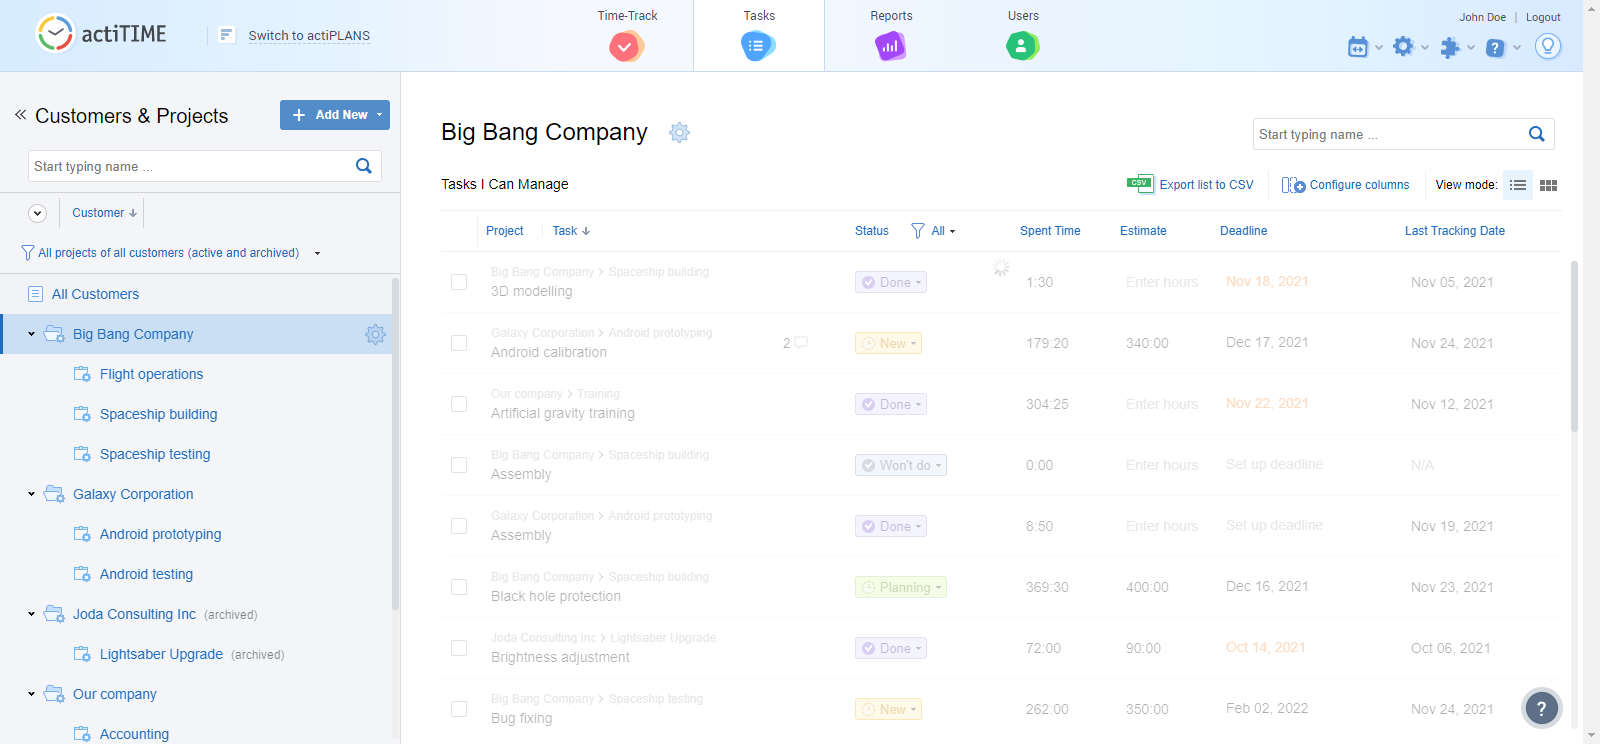 actiTIME
Switch to actiPLANS
Time-Track
Tasks
Reports
Users
John Doe | Logout
Customers & Projects
+ Add New
Start typing name ...
Customer
All projects of all customers (active and archived)
All Customers
Big Bang Company
Flight operations
Spaceship building
Spaceship testing
Galaxy Corporation
Android prototyping
Android testing
Joda Consulting Inc (archived)
Lightsaber Upgrade (archived)
Our company
Accounting
Big Bang Company
Start typing name ...
Tasks I Can Manage
CSV Export list to CSV
Configure columns
View mode:
Project Task Status All Spent Time Estimate Deadline Last Tracking Date
Big Bang Company > Spaceship building
3D modelling Done 1:30 Enter hours Nov 18, 2021 Nov 05, 2021
Galaxy Corporation > Android prototyping
Android calibration 2 New 179:20 340:00 Dec 17, 2021 Nov 24, 2021
Our company > Training
Artificial gravity training Done 304:25 Enter hours Nov 22, 2021 Nov 12, 2021
Big Bang Company > Spaceship building
Assembly Won't do 0:00 Enter hours Set up deadline N/A
Galaxy Corporation > Android prototyping
Assembly Done 8:50 Enter hours Set up deadline Nov 19, 2021
Big Bang Company > Spaceship building
Black hole protection Planning 369:30 400:00 Dec 16, 2021 Nov 23, 2021
Joda Consulting Inc > Lightsaber Upgrade
Brightness adjustment Done 72:00 90:00 Oct 14, 2021 Oct 06, 2021
Big Bang Company > Spaceship testing
Bug fixing New 262:00 350:00 Feb 02, 2022 Nov 24, 2021
?